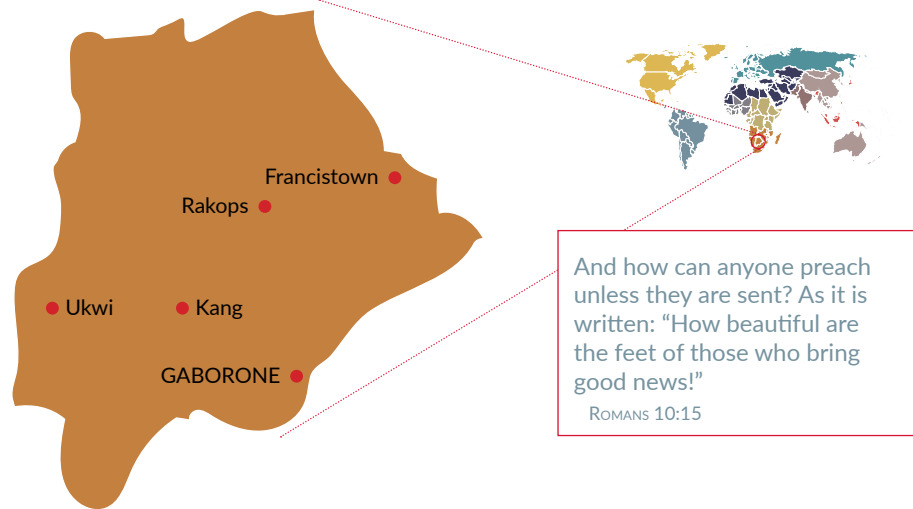 Francistown
Rakops
Ukwi
Kang
GABORONE
And how can anyone preach
unless they are sent? As it is
written: “How beautiful are
the feet of those who bring
good news!”
Romans 10:15